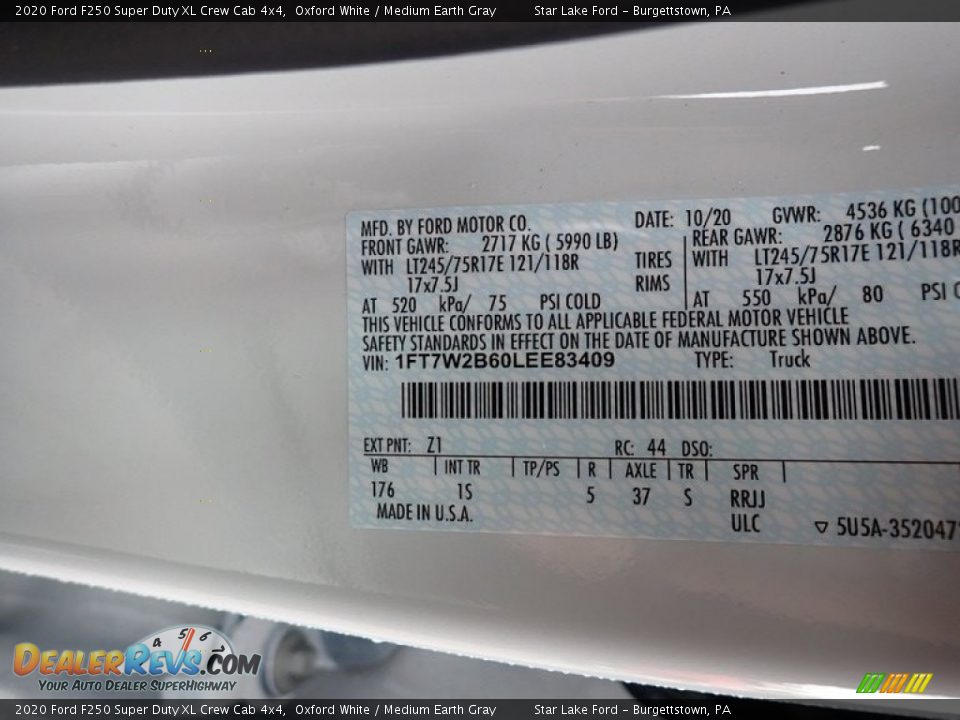 2020 Ford F250 Super Duty XL Crew Cab 4x4, Oxford White / Medium Earth Gray Star Lake Ford - Burgettstown, PA
MFD. BY FORD MOTOR CO. DATE: 10/20 GVWR: 4536 KG (100
FRONT GAWR: 2717 KG ( 5990 LB) REAR GAWR: 2876 KG ( 6340
WITH LT245/75R17E 121/118R TIRES WITH LT245/75R17E 121/118R
17x7.5J RIMS 17x7.5J
AT 520 kPa/ 75 PSI COLD AT 550 kPa/ 80 PSI C
THIS VEHICLE CONFORMS TO ALL APPLICABLE FEDERAL MOTOR VEHICLE
SAFETY STANDARDS IN EFFECT ON THE DATE OF MANUFACTURE SHOWN ABOVE.
VIN: 1FT7W2B60LEE83409 TYPE: Truck
EXT PNT: Z1 RC: 44 DSO:
WB INT TR TP/PS R AXLE TR SPR
176 1S 5 37 S RRJJ
MADE IN U.S.A. ULC ▽ 5U5A-3520472
4 5 6 7
DealerRevs.com
Your Auto Dealer SuperHighway
2020 Ford F250 Super Duty XL Crew Cab 4x4, Oxford White / Medium Earth Gray Star Lake Ford - Burgettstown, PA